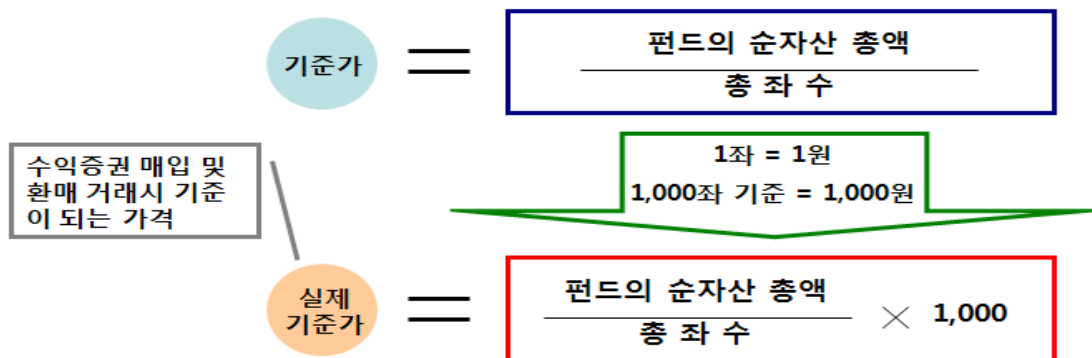 기준가
=
펀드의 순자산 총액
총 좌 수
수익증권 매입 및
환매 거래시 기준
이 되는 가격
1좌 = 1원
1,000좌 기준 = 1,000원
실제
기준가
=
펀드의 순자산 총액
총 좌 수
× 1,000